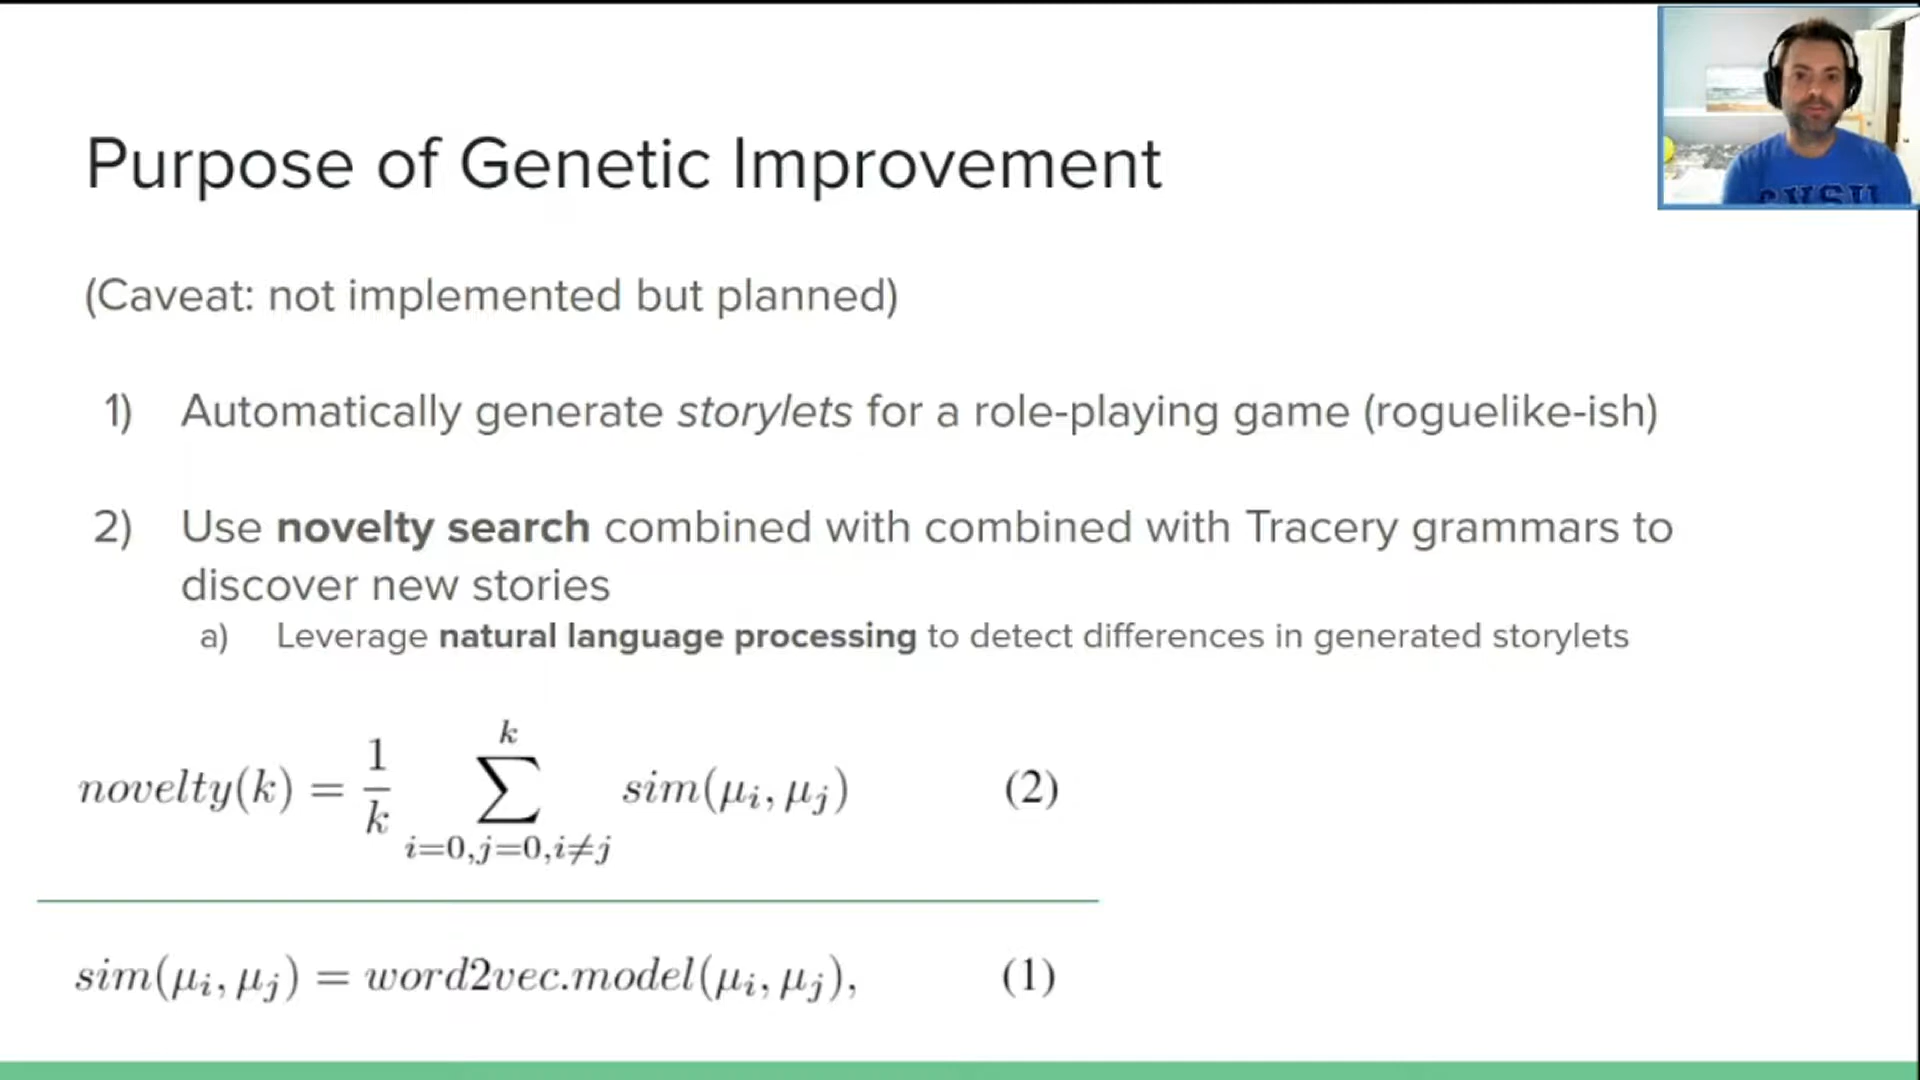 Purpose of Genetic Improvement
(Caveat: not implemented but planned)
1) Automatically generate storylets for a role-playing game (roguelike-ish)
2) Use novelty search combined with combined with Tracery grammars to
discover new stories
a) Leverage natural language processing to detect differences in generated storylets
novelty(k) = \frac{1}{k} \sum_{i=0,j=0,i≠j}^{k} sim(μ_i, μ_j) (2)
sim(μ_i, μ_j) = word2vec.model(μ_i, μ_j), (1)